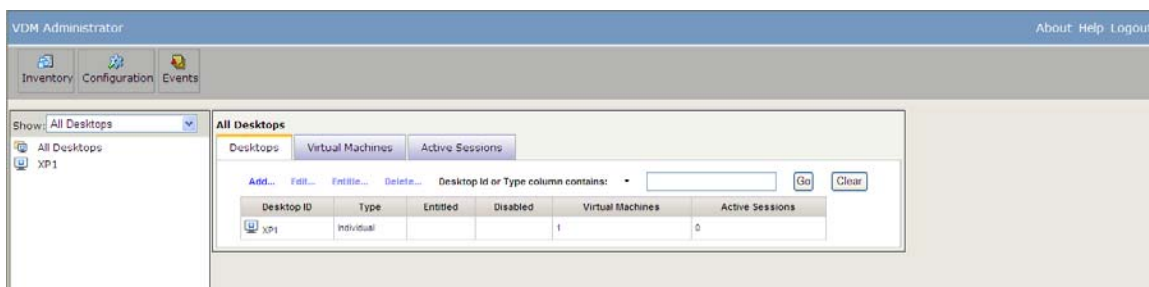 VDM Administrator
About Help Logout
Inventory Configuration Events
Show: All Desktops
All Desktops
XP1
All Desktops
Desktops Virtual Machines Active Sessions
Add... Edit... Entitle... Delete... Desktop Id or Type column contains: Go Clear
Desktop ID Type Entitled Disabled Virtual Machines Active Sessions
XP1 Individual 1 0